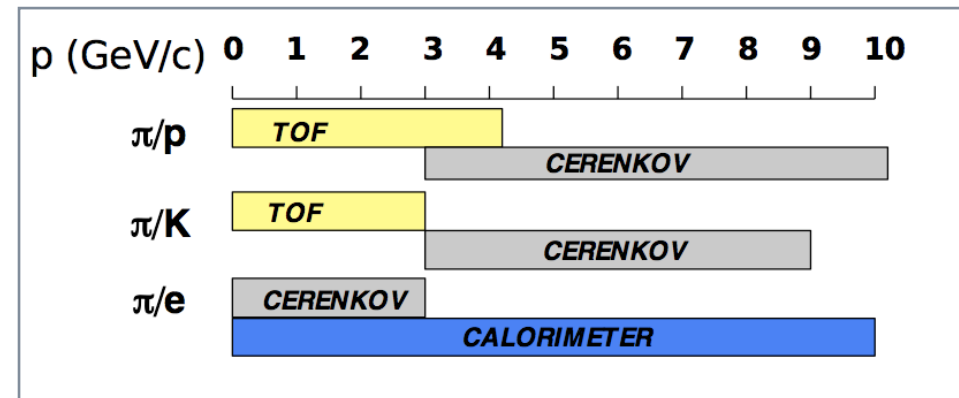 p (GeV/c) 0 1 2 3 4 5 6 7 8 9 10
π/p
TOF
CERENKOV
π/K
TOF
CERENKOV
π/e
CERENKOV
CALORIMETER